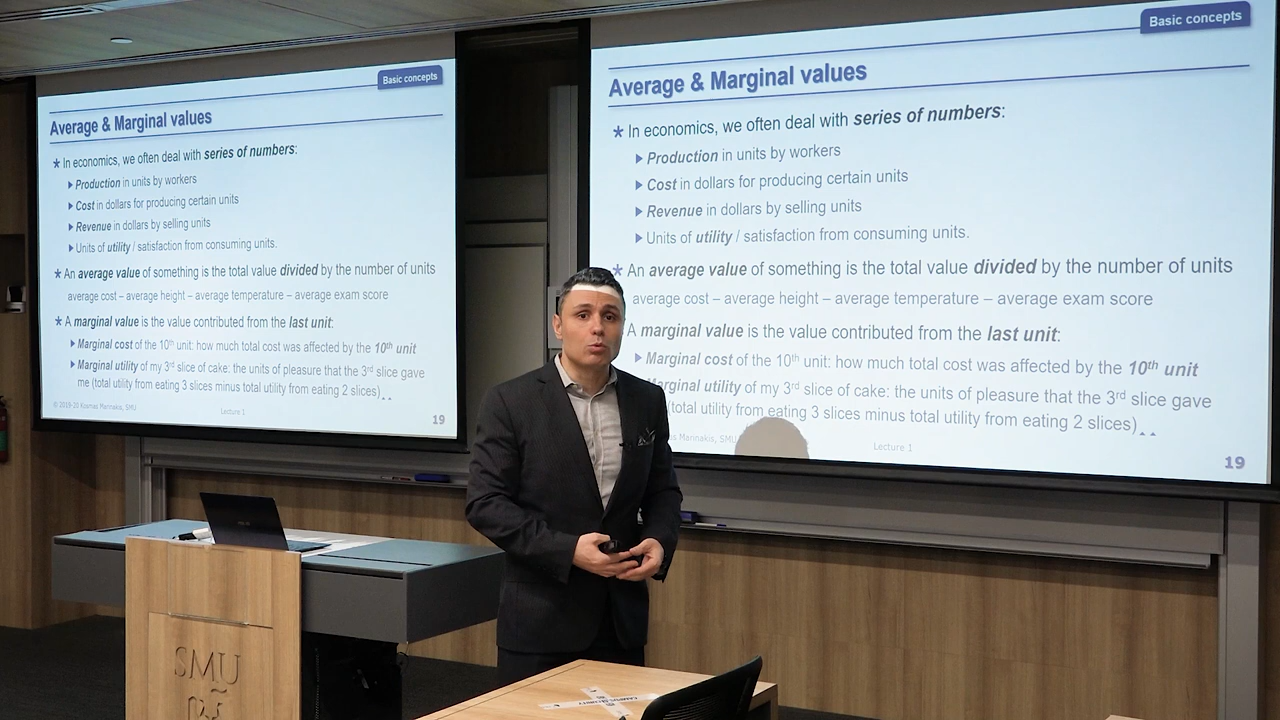 Basic concepts
Average & Marginal values
* In economics, we often deal with series of numbers:
Production in units by workers
Cost in dollars for producing certain units
Revenue in dollars by selling units
Units of utility / satisfaction from consuming units.
* An average value of something is the total value divided by the number of units
average cost – average height – average temperature – average exam score
* A marginal value is the value contributed from the last unit:
Marginal cost of the 10th unit: how much total cost was affected by the 10th unit
Marginal utility of my 3rd slice of cake: the units of pleasure that the 3rd slice gave
me (total utility from eating 3 slices minus total utility from eating 2 slices)
© 2019-20 Kosmas Marinakis, SMU
Lecture 1
19
Basic concepts
Average & Marginal values
* In economics, we often deal with series of numbers:
Production in units by workers
Cost in dollars for producing certain units
Revenue in dollars by selling units
Units of utility / satisfaction from consuming units.
* An average value of something is the total value divided by the number of units
average cost – average height – average temperature – average exam score
A marginal value is the value contributed from the last unit:
Marginal cost of the 10th unit: how much total cost was affected by the 10th unit
Marginal utility of my 3rd slice of cake: the units of pleasure that the 3rd slice gave
(total utility from eating 3 slices minus total utility from eating 2 slices)
Marinakis, SMU
Lecture 1
19
SMU